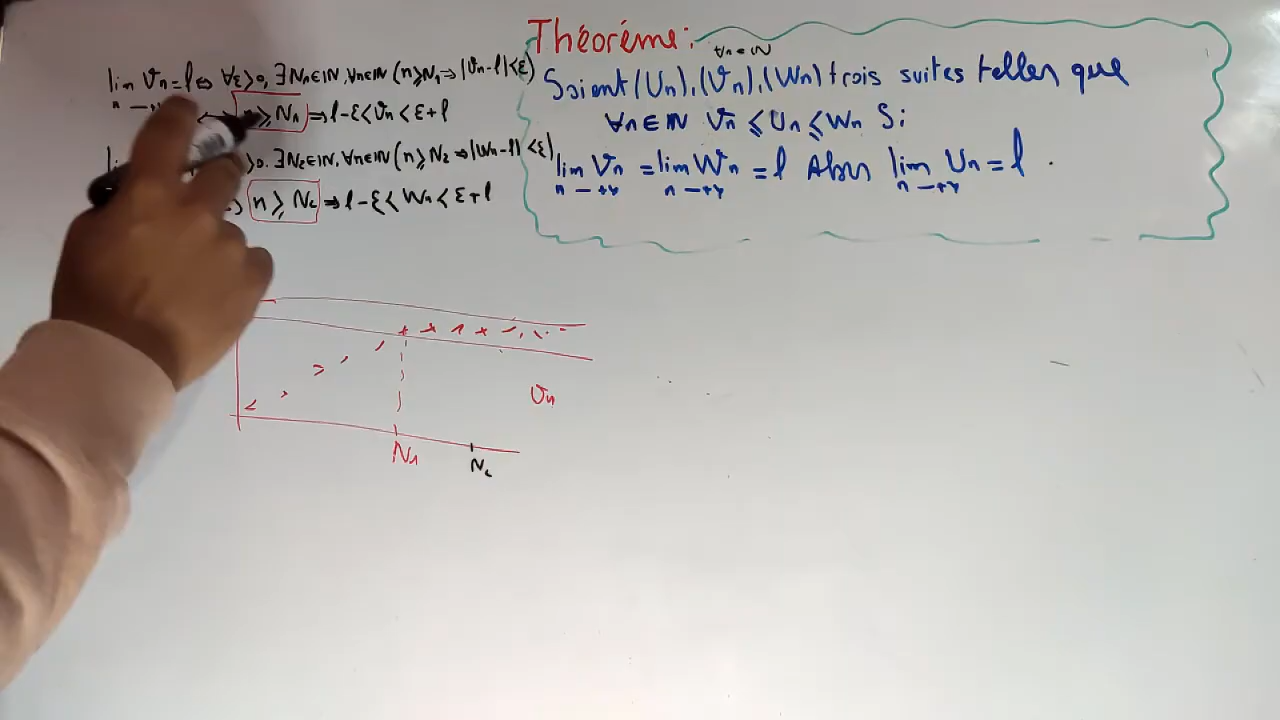 Théoréme:
∀n∈ℕ
Soient (Un), (Vn), (Wn) trois suites telles que
∀n∈ℕ Vn ⩽ Un ⩽ Wn Si
lim Vn = lim Wn = l Alors lim Un = l .
n→+∞ n→+∞ n→+∞
lim Vn = l ⇔ ∀ε>0, ∃N₁∈ℕ, ∀n∈ℕ (n⩾N₁ ⇒ |Vn-l|<ε)
n ⩾ N₁ ⇒ l-ε < Vn < ε+l
>0. ∃N₂∈ℕ, ∀n∈ℕ (n⩾N₂ ⇒ |Wn-l|<ε)
n ⩾ N₂ ⇒ l-ε < Wn < ε+l
Vn
N₁ N₂